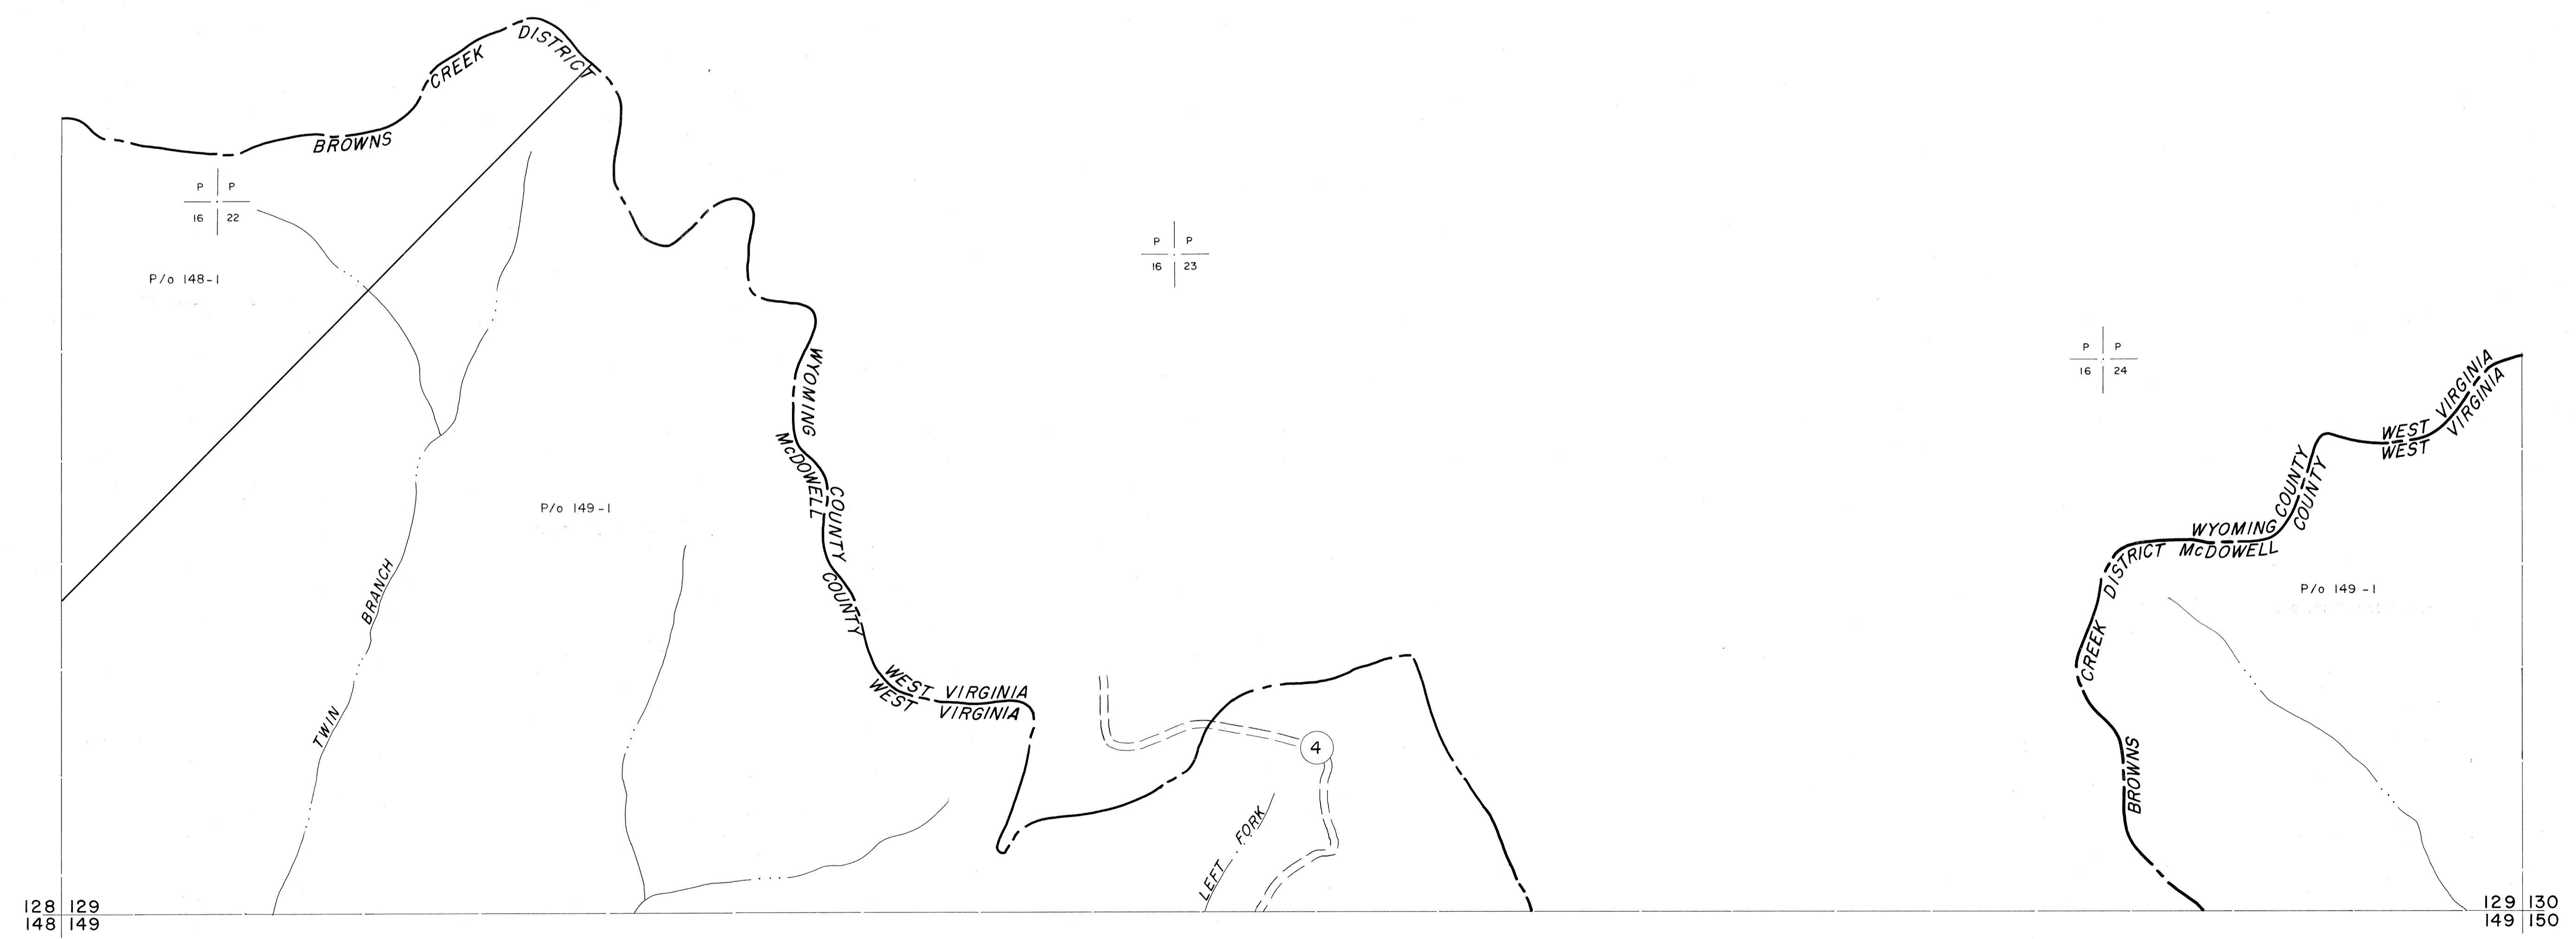 BROWNS CREEK DISTRICT
P P
16 22
P/o 148-1
P P
16 23
WYOMING COUNTY
McDOWELL COUNTY
P P
16 24
WEST VIRGINIA
WEST VIRGINIA
WYOMING COUNTY
McDOWELL COUNTY
BROWNS CREEK DISTRICT
P/o 149-1
P/o 149-1
TWIN BRANCH
WEST VIRGINIA
WEST VIRGINIA
4
LEFT FORK
128 129
148 149
129 130
149 150